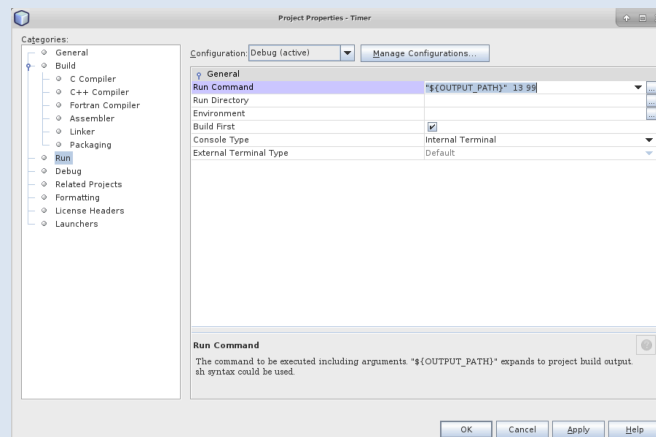 Project Properties - Timer
Categories:
General
Build
C Compiler
C++ Compiler
Fortran Compiler
Assembler
Linker
Packaging
Run
Debug
Related Projects
Formatting
License Headers
Launchers
Configuration: Debug (active) Manage Configurations...
General
Run Command "${OUTPUT_PATH}" 13 99 ...
Run Directory ...
Environment ...
Build First
Console Type Internal Terminal
External Terminal Type Default
Run Command
The command to be executed including arguments. "${OUTPUT_PATH}" expands to project build output.
sh syntax could be used.
OK Cancel Apply Help